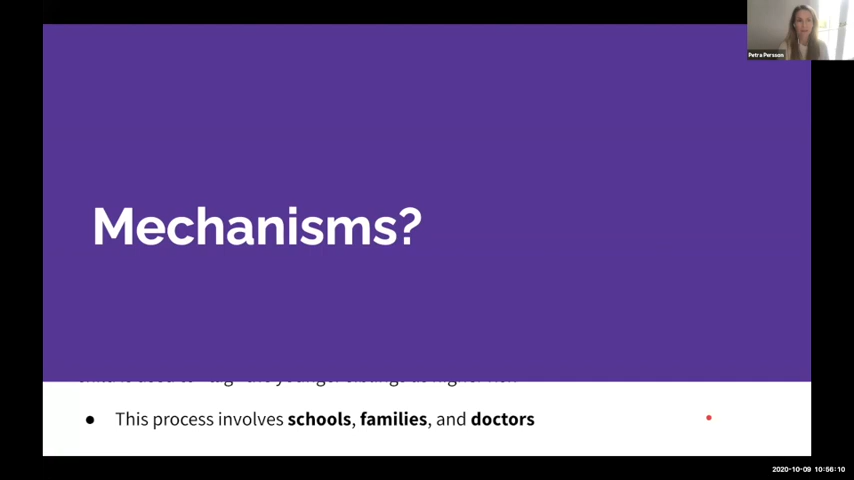 Petra Persson
Mechanisms?
● This process involves schools, families, and doctors
2020-10-09 10:56:10